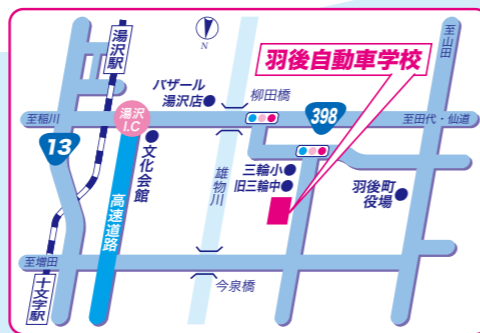 湯沢駅
N
羽後自動車学校
至山田
バザール
湯沢店
柳田橋
至稲川
湯沢
I.C
398
至田代・仙道
13
文化会館
雄物川
三輪小
旧三輪中
羽後町
役場
高速道路
至増田
今泉橋
十文字駅